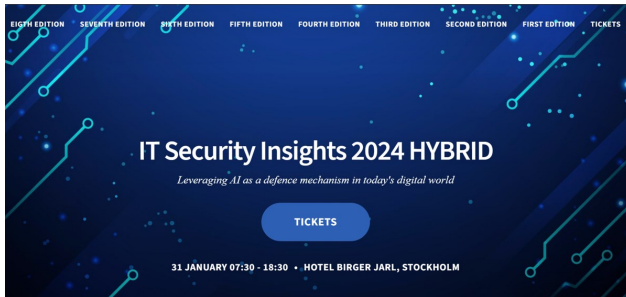 EIGTH EDITION SEVENTH EDITION SIXTH EDITION FIFTH EDITION FOURTH EDITION THIRD EDITION SECOND EDITION FIRST EDITION TICKETS
IT Security Insights 2024 HYBRID
Leveraging AI as a defence mechanism in today's digital world
TICKETS
31 JANUARY 07:30 - 18:30 • HOTEL BIRGER JARL, STOCKHOLM